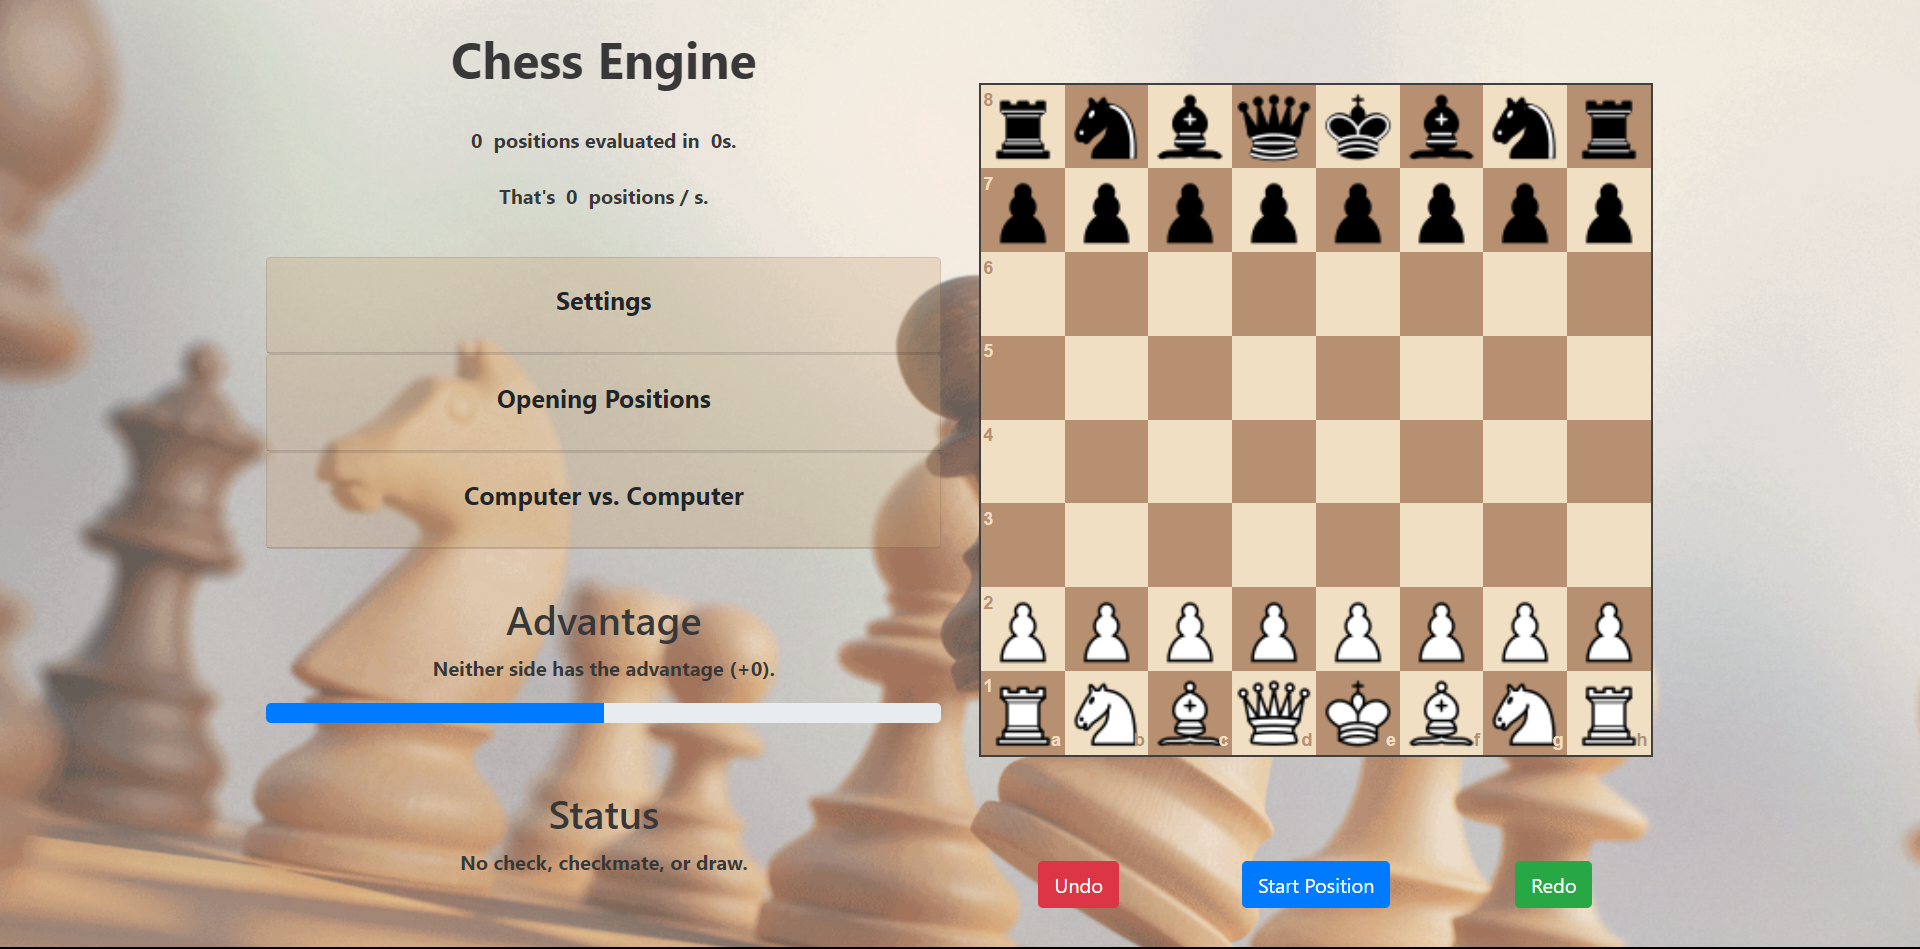 Chess Engine
0 positions evaluated in 0s.
That's 0 positions / s.
Settings
Opening Positions
Computer vs. Computer
Advantage
Neither side has the advantage (+0).
Status
No check, checkmate, or draw.
8
7
6
5
4
3
2
1
a b c d e f g h
Undo Start Position Redo